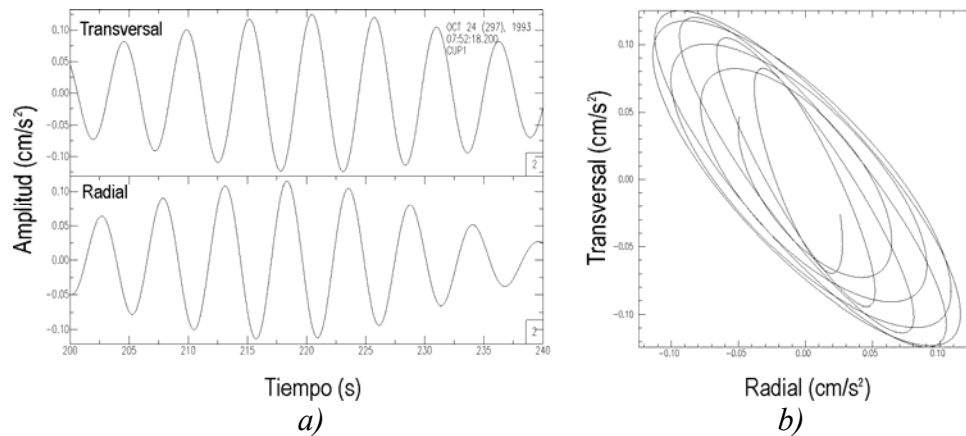 Transversal
OCT 24 (297), 1993
07:52:18.200
CUP1
0.10
0.05
0.00
-0.05
-0.10
2
Amplitud (cm/s²)
Radial
0.10
0.05
0.00
-0.05
-0.10
2
200 205 210 215 220 225 230 235 240
Tiempo (s)
a)
Transversal (cm/s²)
0.10
0.05
0.00
-0.05
-0.10
-0.10 -0.05 0.00 0.05 0.10
Radial (cm/s²)
b)